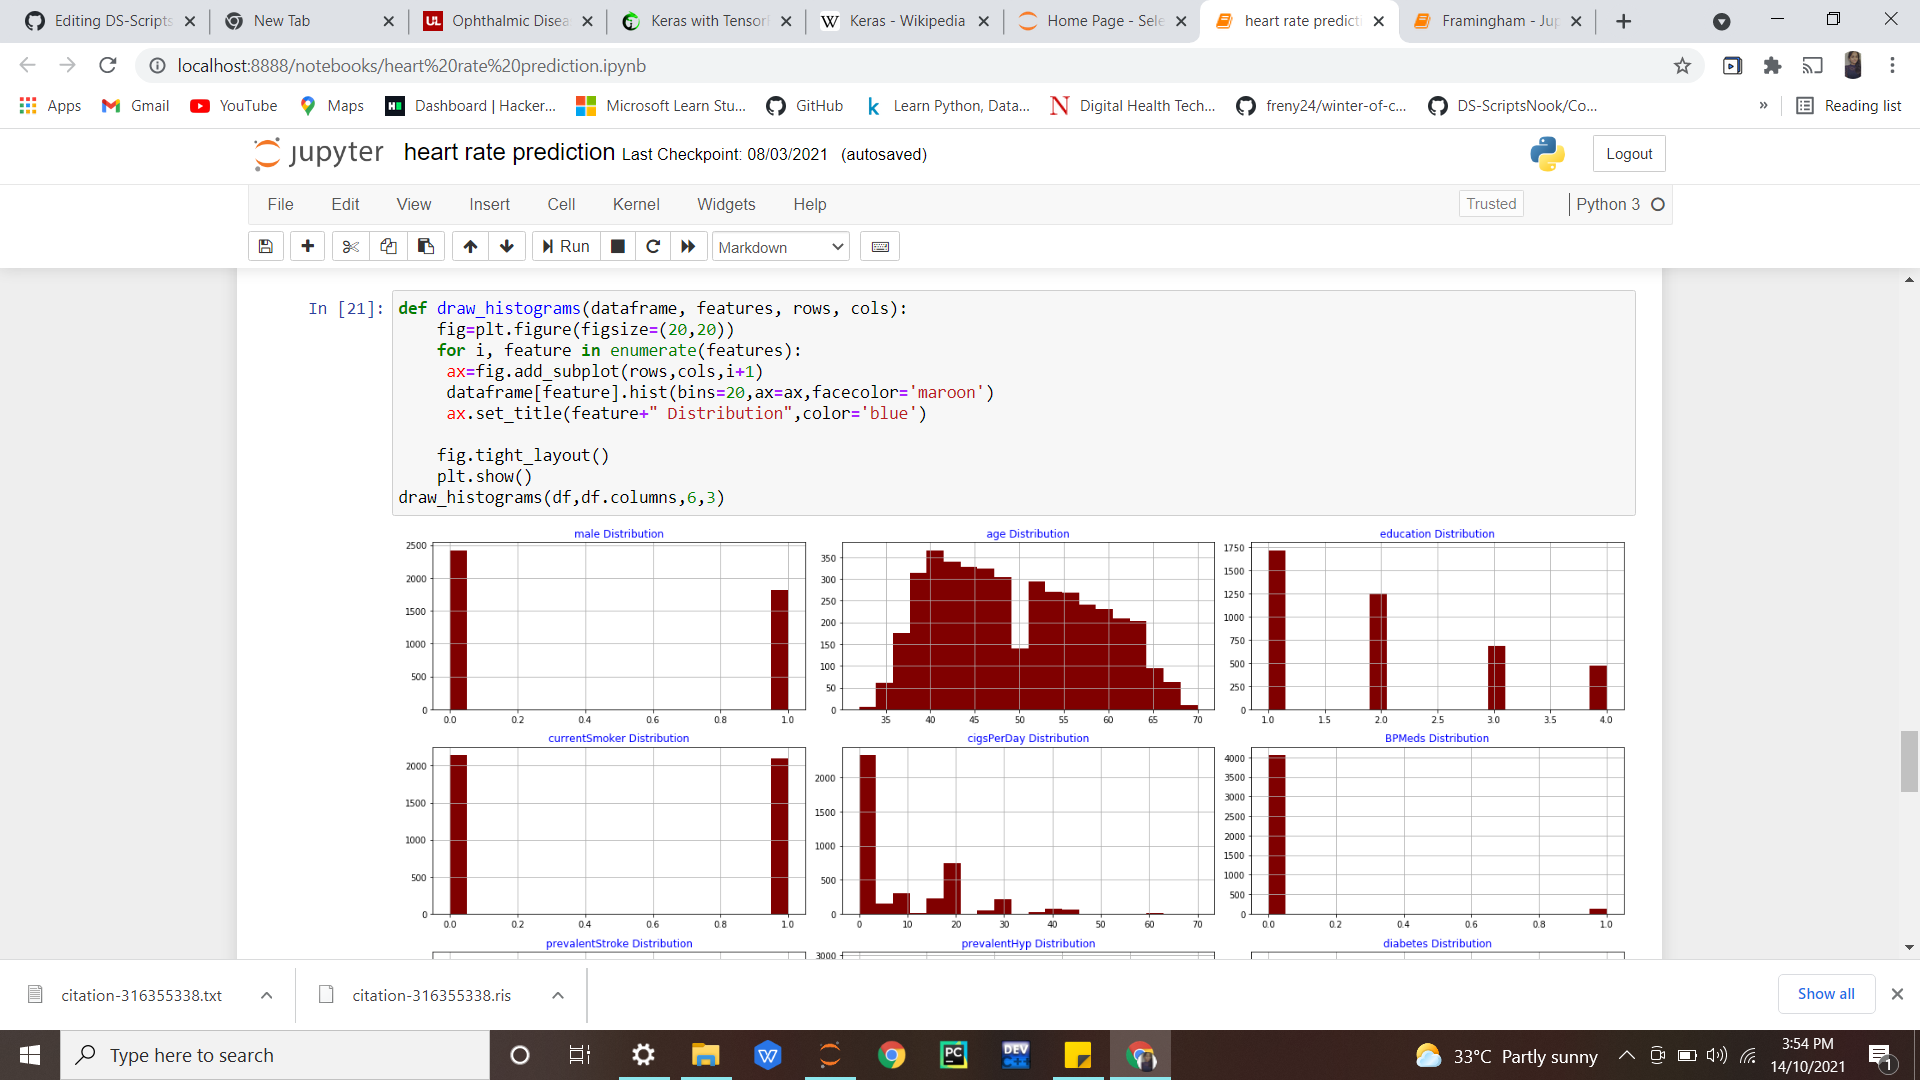 Editing DS-Scripts
New Tab
Ophthalmic Disea
Keras with Tensorf
Keras - Wikipedia
Home Page - Sele
heart rate predicti
Framingham - Jup
localhost:8888/notebooks/heart%20rate%20prediction.ipynb
Apps
Gmail
YouTube
Maps
Dashboard | Hacker...
Microsoft Learn Stu...
GitHub
Learn Python, Data...
Digital Health Tech...
freny24/winter-of-c...
DS-ScriptsNook/Co...
»
Reading list
jupyter heart rate prediction Last Checkpoint: 08/03/2021 (autosaved)
Logout
File Edit View Insert Cell Kernel Widgets Help
Trusted
Python 3
Run
Markdown
In [21]:
def draw_histograms(dataframe, features, rows, cols):
    fig=plt.figure(figsize=(20,20))
    for i, feature in enumerate(features):
     ax=fig.add_subplot(rows,cols,i+1)
     dataframe[feature].hist(bins=20,ax=ax,facecolor='maroon')
     ax.set_title(feature+" Distribution",color='blue')
    fig.tight_layout()
    plt.show()
draw_histograms(df,df.columns,6,3)
male Distribution
2500
2000
1500
1000
500
0
0.0 0.2 0.4 0.6 0.8 1.0
age Distribution
350
300
250
200
150
100
50
0
35 40 45 50 55 60 65 70
education Distribution
1750
1500
1250
1000
750
500
250
0
1.0 1.5 2.0 2.5 3.0 3.5 4.0
currentSmoker Distribution
2000
1500
1000
500
0
0.0 0.2 0.4 0.6 0.8 1.0
cigsPerDay Distribution
2000
1500
1000
500
0
0 10 20 30 40 50 60 70
BPMeds Distribution
4000
3500
3000
2500
2000
1500
1000
500
0
0.0 0.2 0.4 0.6 0.8 1.0
prevalentStroke Distribution
prevalentHyp Distribution
3000
diabetes Distribution
citation-316355338.txt
citation-316355338.ris
Show all
Type here to search
W
PC
DEV
C++
33°C Partly sunny
3:54 PM
14/10/2021
1